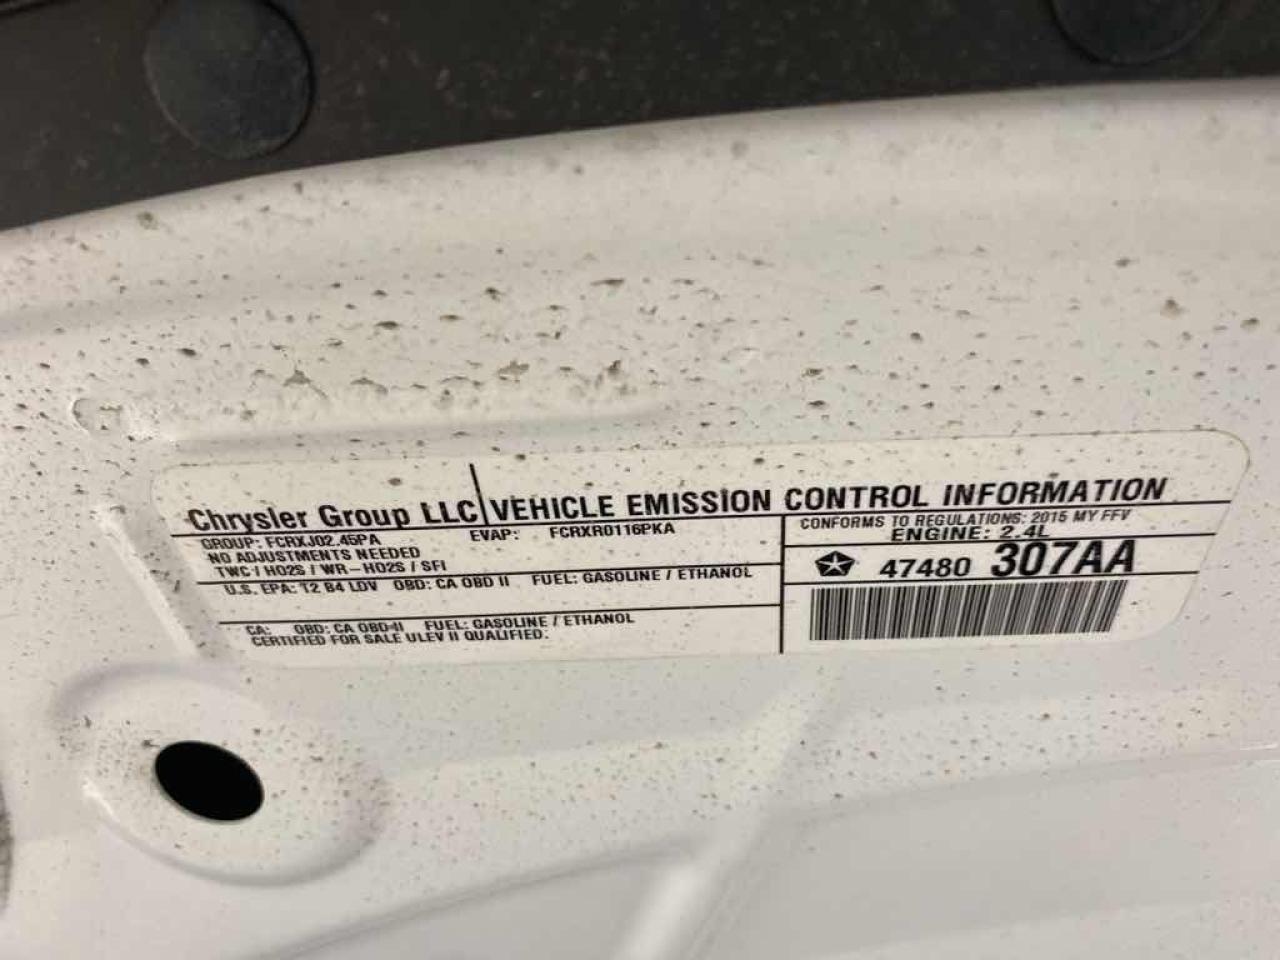 Chrysler Group LLC VEHICLE EMISSION CONTROL INFORMATION
GROUP: FCRXJ02.45PA EVAP: FCRXR0116PKA
NO ADJUSTMENTS NEEDED
TWC / HO2S / WR-HO2S / SFI
U.S. EPA: T2 B4 LDV OBD: CA OBD II FUEL: GASOLINE / ETHANOL
CA: OBD: CA OBD II FUEL: GASOLINE / ETHANOL
CERTIFIED FOR SALE ULEV II QUALIFIED:
CONFORMS TO REGULATIONS: 2015 MY FFV
ENGINE: 2.4L
47480 307AA